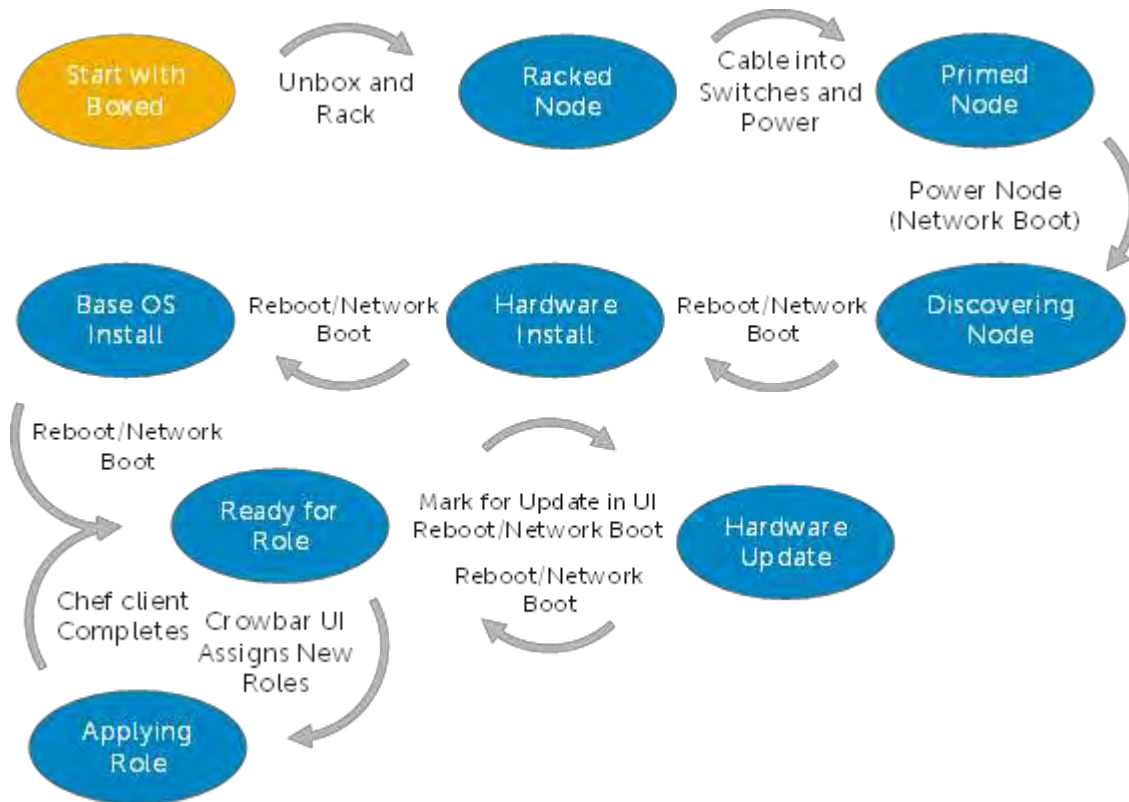 Start with
Boxed
Unbox and
Rack
Racked
Node
Cable into
Switches and
Power
Primed
Node
Power Node
(Network Boot)
Base OS
Install
Reboot/Network
Boot
Hardware
Install
Reboot/Network
Boot
Discovering
Node
Reboot/Network
Boot
Ready for
Role
Mark for Update in UI
Reboot/Network Boot
Hardware
Update
Reboot/Network
Boot
Chef client
Completes
Crowbar UI
Assigns New
Roles
Applying
Role